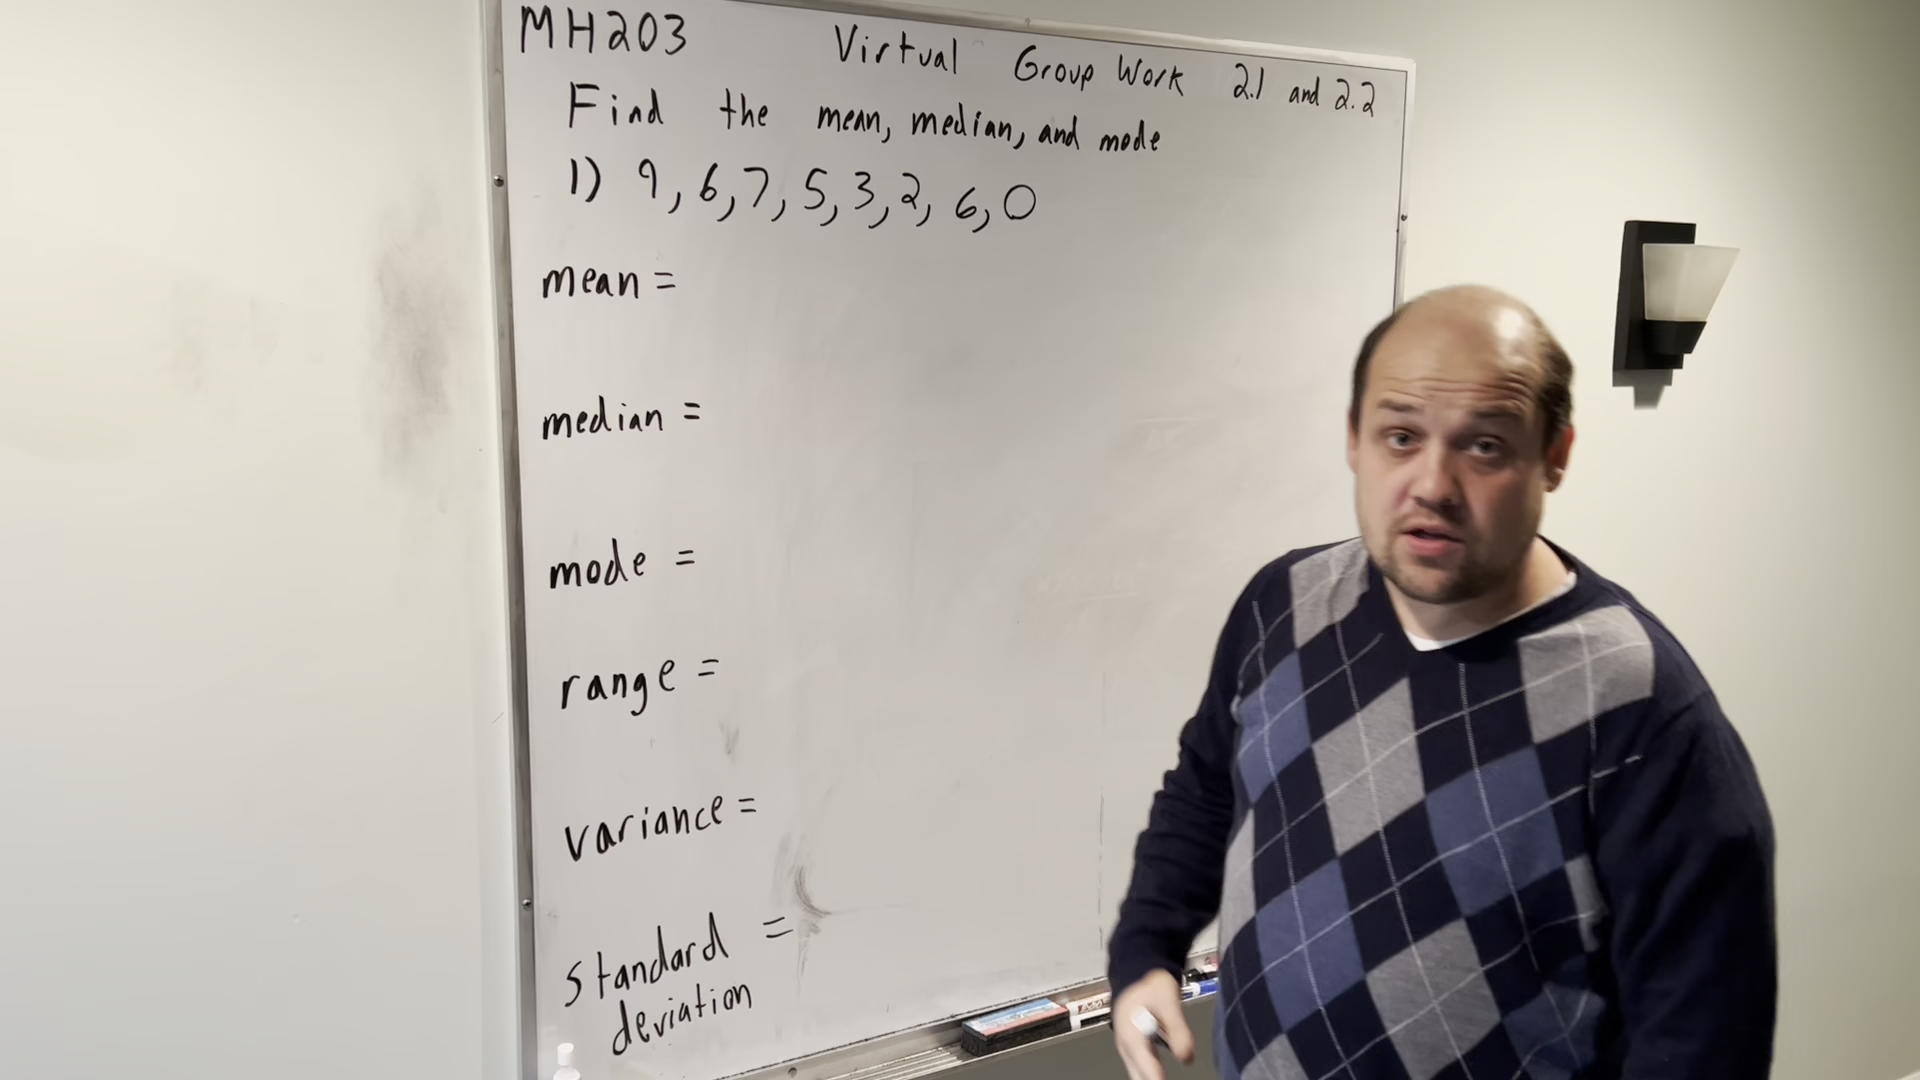 MH203 Virtual Group Work 2.1 and 2.2
Find the mean, median, and mode
1) 9, 6, 7, 5, 3, 2, 6, 0
mean =
median =
mode =
range =
variance =
standard =
deviation